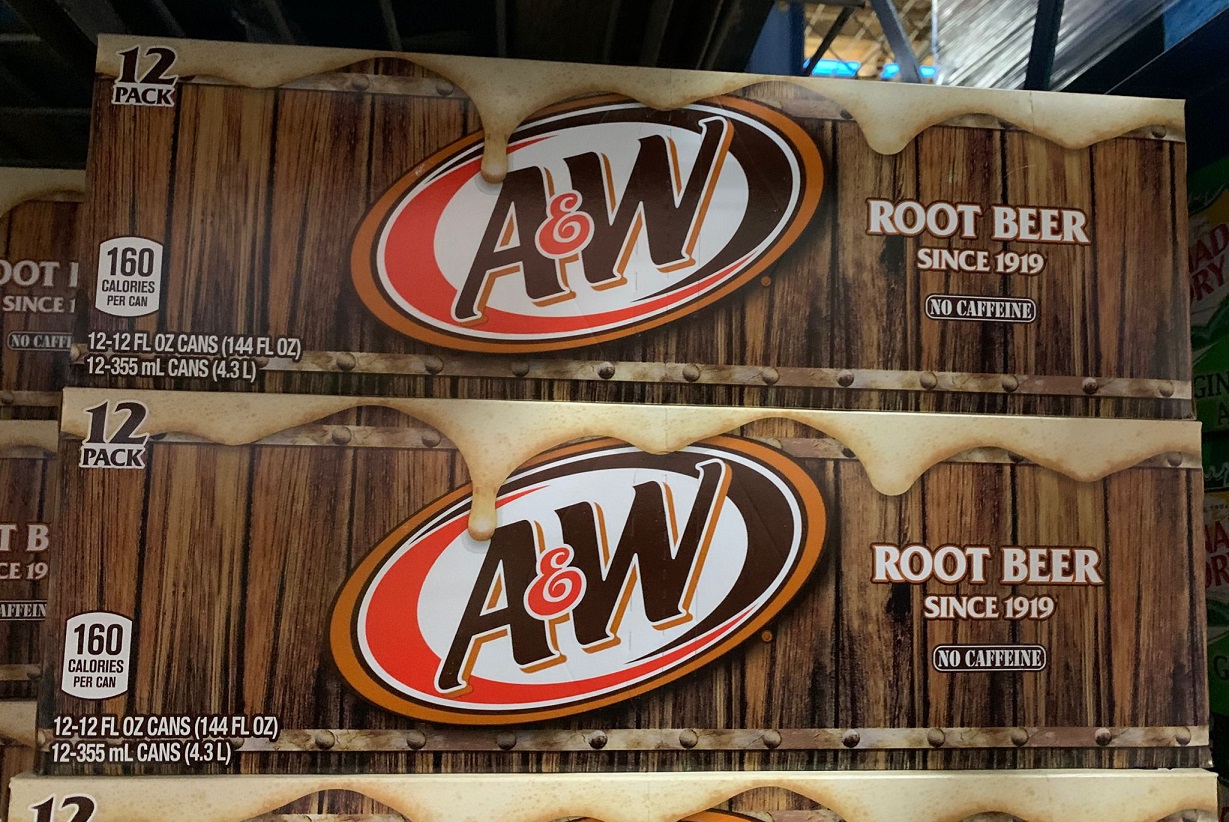 12
PACK
A&W
ROOT BEER
SINCE 1919
NO CAFFEINE
160
CALORIES
PER CAN
12-12 FL OZ CANS (144 FL OZ)
12-355 mL CANS (4.3 L)
12
PACK
A&W
ROOT BEER
SINCE 1919
NO CAFFEINE
160
CALORIES
PER CAN
12-12 FL OZ CANS (144 FL OZ)
12-355 mL CANS (4.3 L)
12